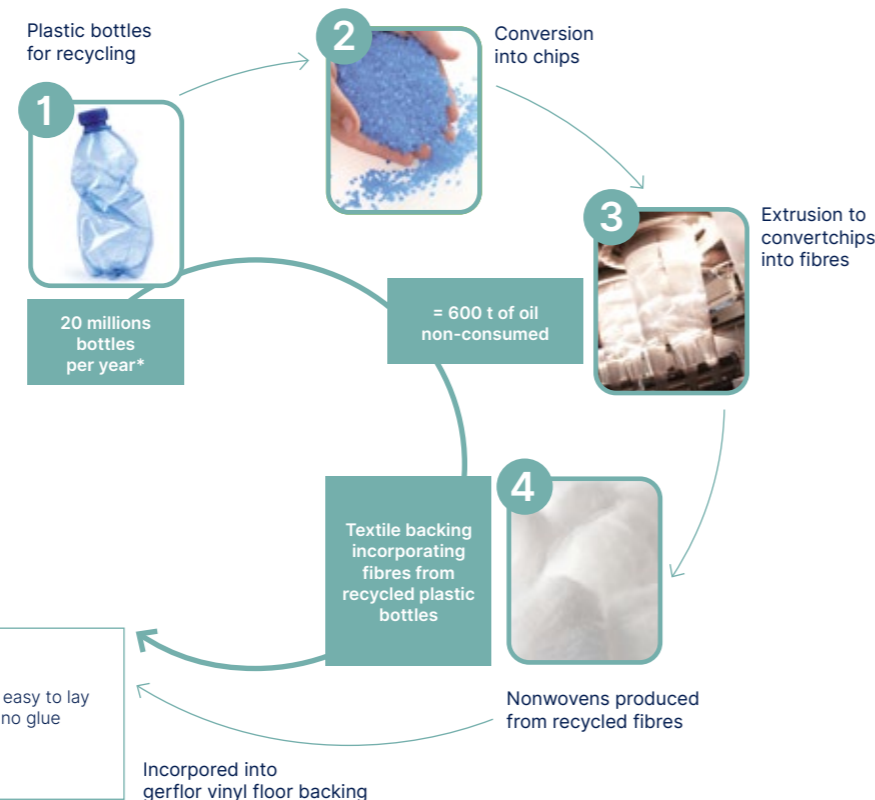 Plastic bottles
for recycling
1
2
Conversion
into chips
3
Extrusion to
convertchips
into fibres
20 millions
bottles
per year*
= 600 t of oil
non-consumed
Textile backing
incorporating
fibres from
recycled plastic
bottles
4
Nonwovens produced
from recycled fibres
easy to lay
no glue
Incorpored into
gerflor vinyl floor backing